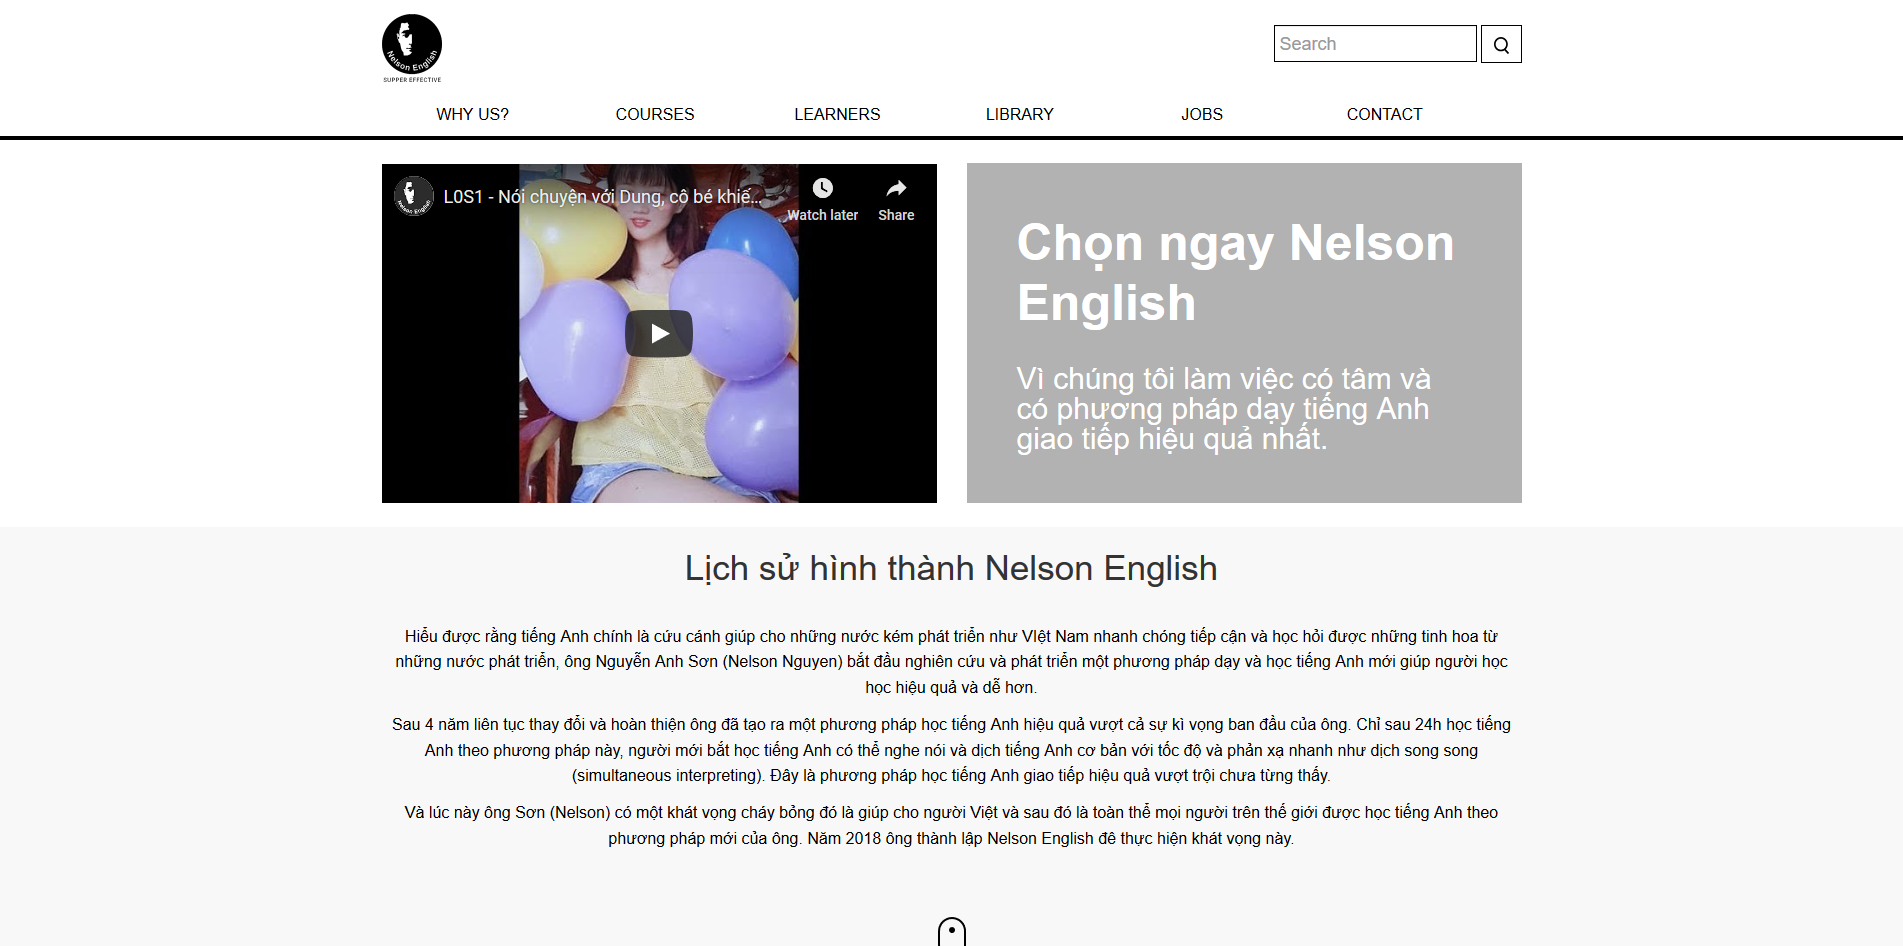 Nelson English
SUPPER EFFECTIVE
Search
WHY US?
COURSES
LEARNERS
LIBRARY
JOBS
CONTACT
Nelson English
L0S1 - Nói chuyện với Dung, cô bé khiế...
Watch later
Share
Chọn ngay Nelson
English
Vì chúng tôi làm việc có tâm và
có phương pháp dạy tiếng Anh
giao tiếp hiệu quả nhất.
Lịch sử hình thành Nelson English
Hiểu được rằng tiếng Anh chính là cứu cánh giúp cho những nước kém phát triển như VIệt Nam nhanh chóng tiếp cận và học hỏi được những tinh hoa từ
những nước phát triển, ông Nguyễn Anh Sơn (Nelson Nguyen) bắt đầu nghiên cứu và phát triển một phương pháp dạy và học tiếng Anh mới giúp người học
học hiệu quả và dễ hơn.
Sau 4 năm liên tục thay đổi và hoàn thiện ông đã tạo ra một phương pháp học tiếng Anh hiệu quả vượt cả sự kì vọng ban đầu của ông. Chỉ sau 24h học tiếng
Anh theo phương pháp này, người mới bắt học tiếng Anh có thể nghe nói và dịch tiếng Anh cơ bản với tốc độ và phản xạ nhanh như dịch song song
(simultaneous interpreting). Đây là phương pháp học tiếng Anh giao tiếp hiệu quả vượt trội chưa từng thấy.
Và lúc này ông Sơn (Nelson) có một khát vọng cháy bỏng đó là giúp cho người Việt và sau đó là toàn thể mọi người trên thế giới được học tiếng Anh theo
phương pháp mới của ông. Năm 2018 ông thành lập Nelson English đê thực hiện khát vọng này.